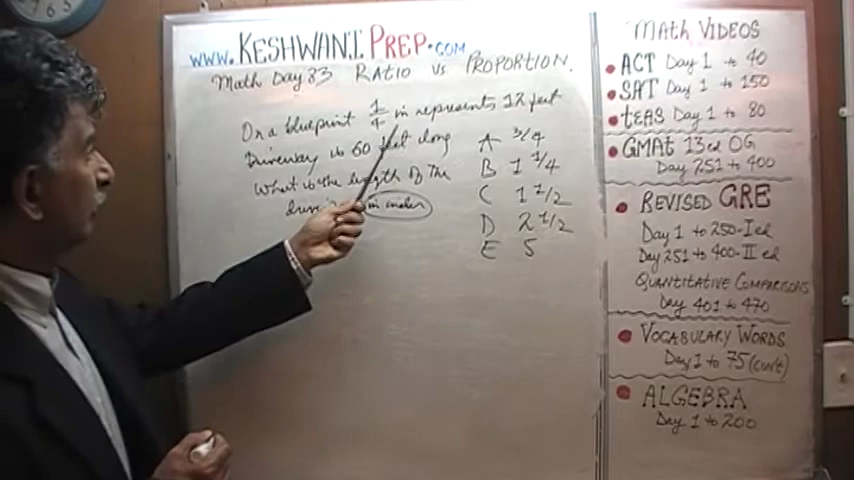 www.KESHWANI PREP.COM
Math Day 83 RATIO VS PROPORTION.
On a blueprint 1/4 in represents 12 feet
Driveway is 60 feet long
What is the length of the
in inches
A 3/4
B 1 1/4
C 1 1/2
D 2 1/2
E 5
Math VIDEOS
ACT Day 1 to 40
SAT Day 1 to 150
tEAS Day 1 to 80
GMAt 13 ed OG
Day 251 to 400
REVISED GRE
Day 1 to 250-I ed
Day 251 to 400-II ed
QUANTITATIVE COMPARISONS
Day 401 to 470
VOCABULARY WORDS
Day 1 to 75 (con't)
ALGEBRA
Day 1 to 200